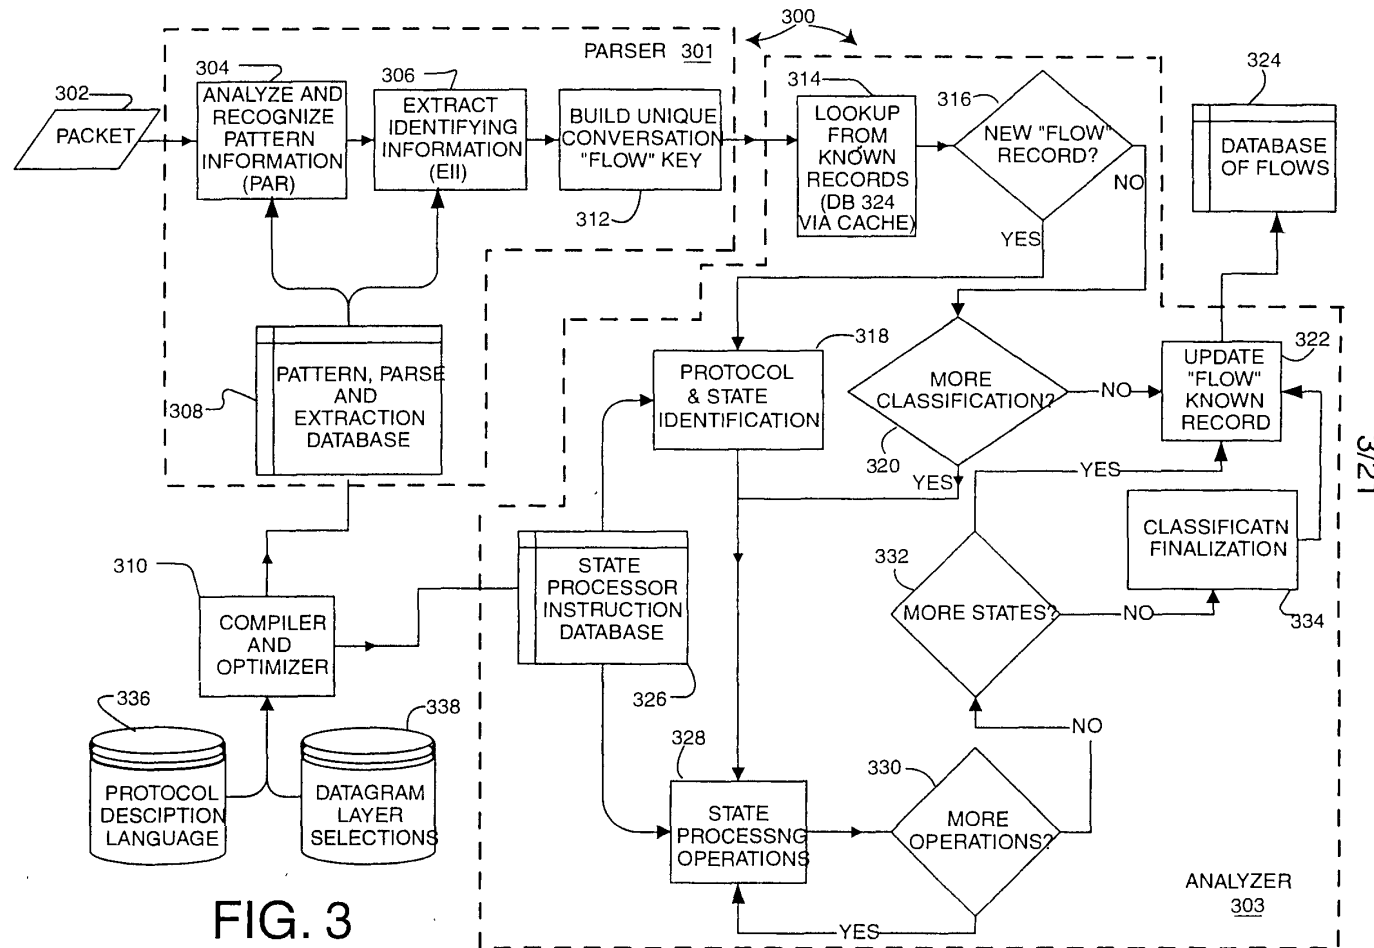 300
PARSER 301
302
PACKET
304
ANALYZE AND
RECOGNIZE
PATTERN
INFORMATION
(PAR)
306
EXTRACT
IDENTIFYING
INFORMATION
(EII)
BUILD UNIQUE
CONVERSATION
"FLOW" KEY
312
314
LOOKUP
FROM
KNOWN
RECORDS
(DB 324
VIA CACHE)
316
NEW "FLOW"
RECORD?
NO
YES
324
DATABASE
OF FLOWS
308
PATTERN, PARSE
AND
EXTRACTION
DATABASE
318
PROTOCOL
& STATE
IDENTIFICATION
MORE
CLASSIFICATION?
320
NO
YES
322
UPDATE
"FLOW"
KNOWN
RECORD
3/21
YES
CLASSIFICATN
FINALIZATION
334
332
MORE STATES?
NO
310
COMPILER
AND
OPTIMIZER
STATE
PROCESSOR
INSTRUCTION
DATABASE
326
336
PROTOCOL
DESCIPTION
LANGUAGE
338
DATAGRAM
LAYER
SELECTIONS
328
STATE
PROCESSNG
OPERATIONS
330
MORE
OPERATIONS?
NO
YES
ANALYZER
303
FIG. 3